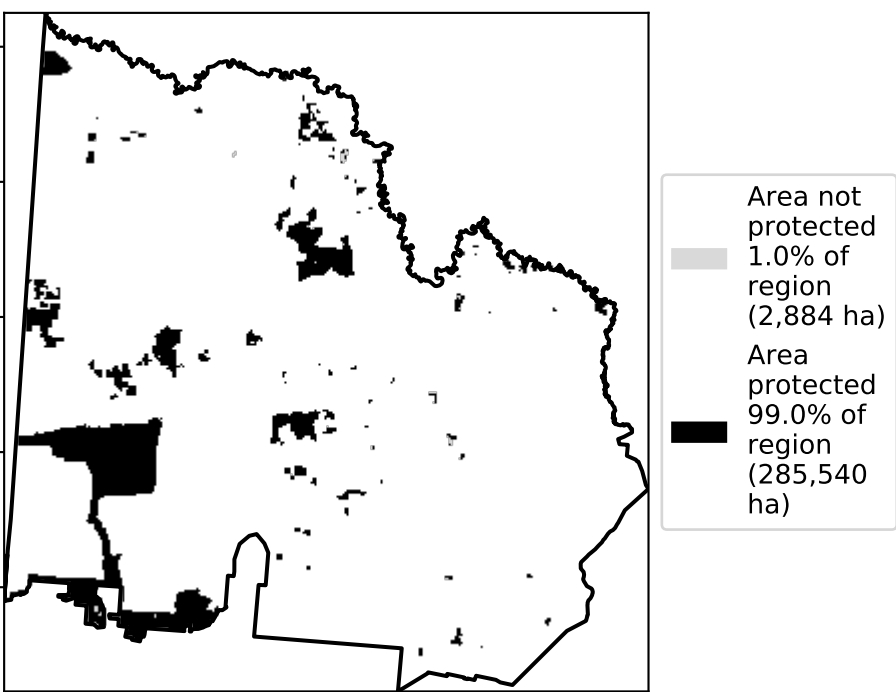 Area not
protected
1.0% of
region
(2,884 ha)
Area
protected
99.0% of
region
(285,540
ha)